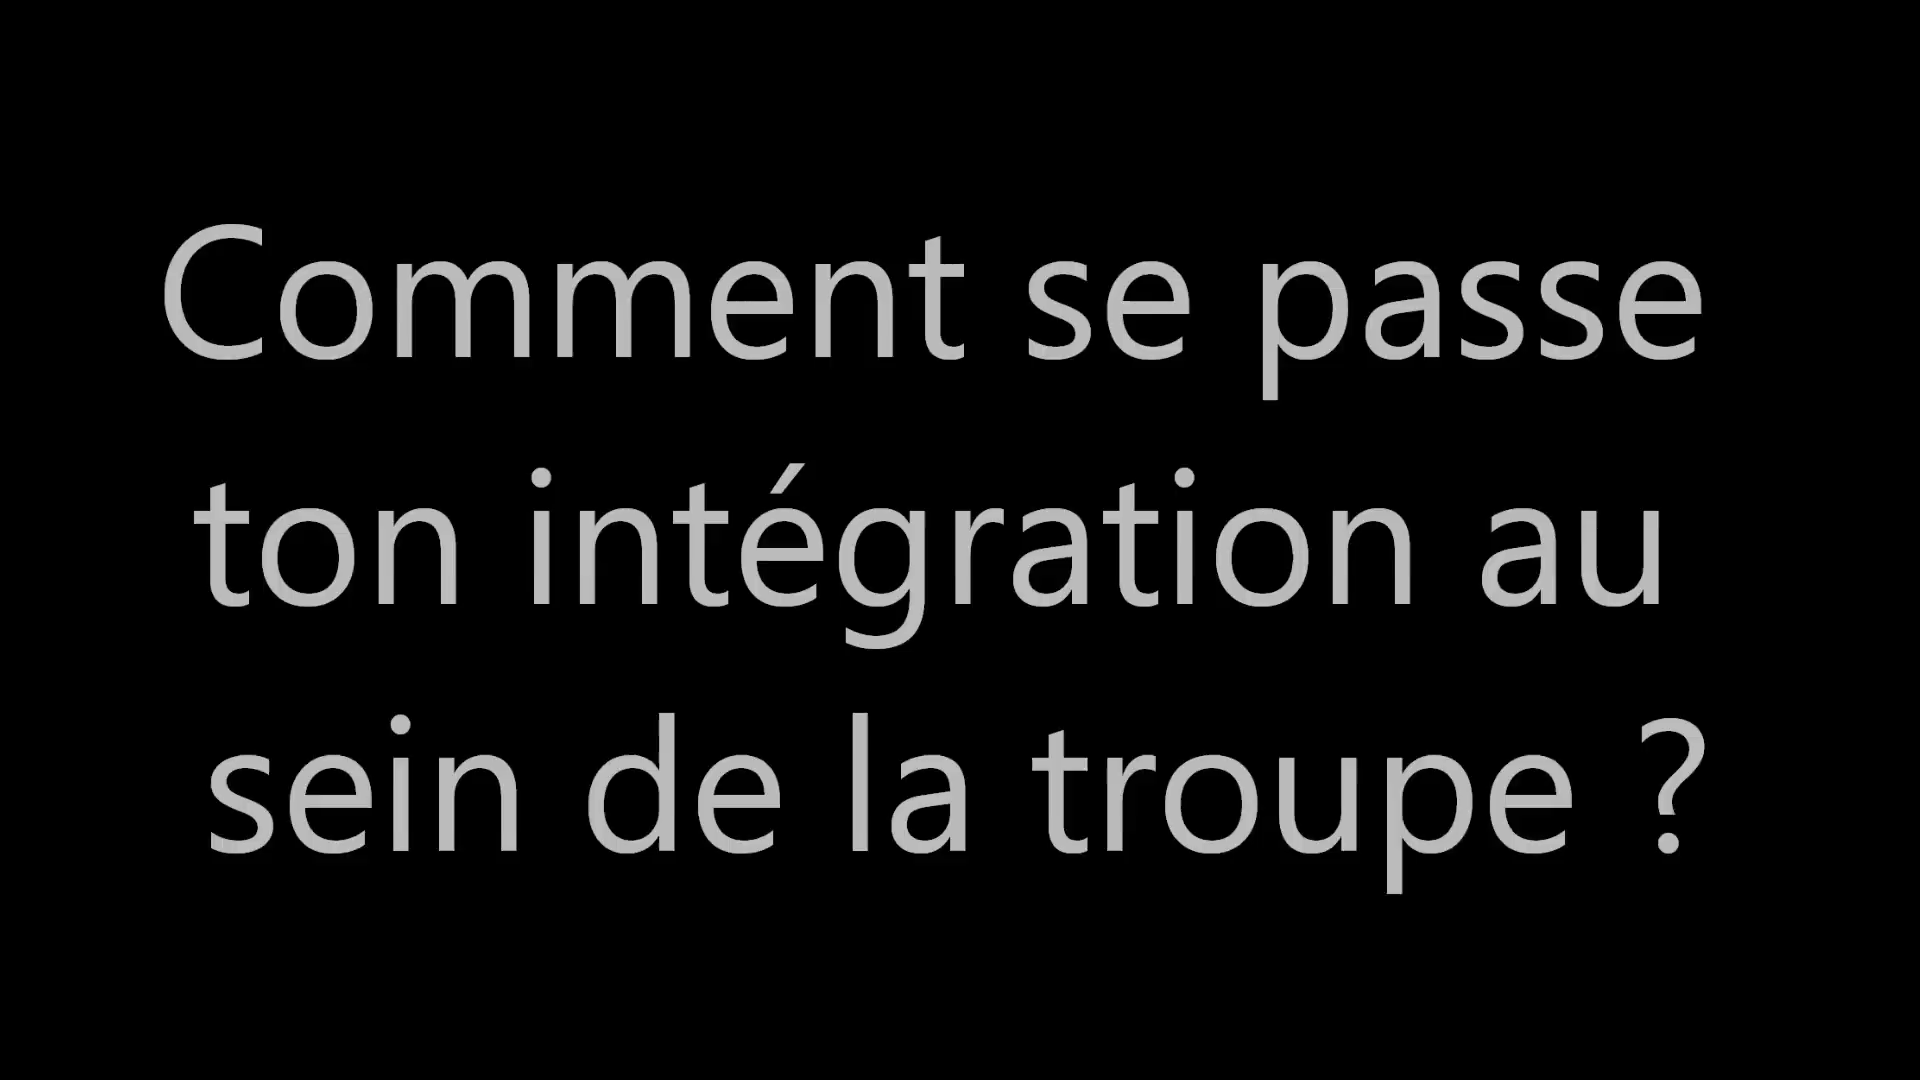 Comment se passe
ton intégration au
sein de la troupe ?